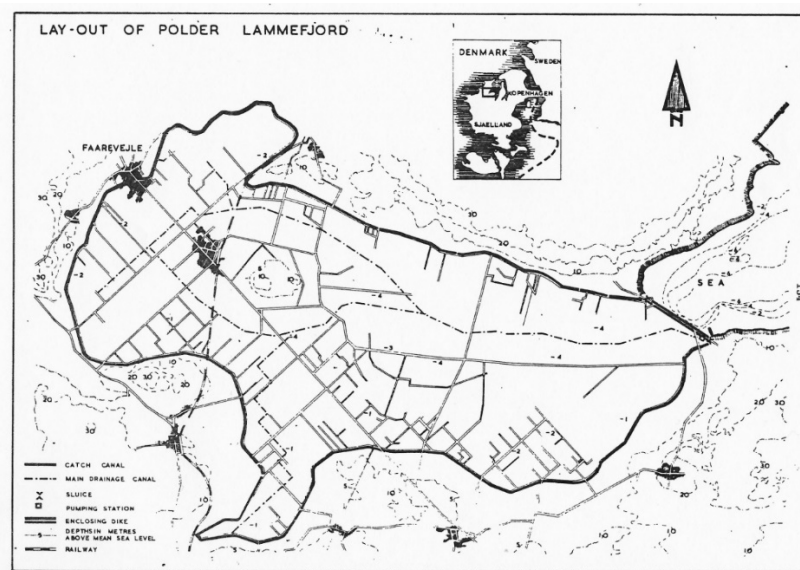 LAY-OUT OF POLDER LAMMEFJORD
DENMARK
SWEDEN
KOPENHAGEN
SJAELLAND
N
FAAREVEJLE
SEA
CATCH CANAL
MAIN DRAINAGE CANAL
SLUICE
PUMPING STATION
ENCLOSING DIKE
DEPTHS IN METRES
ABOVE MEAN SEA LEVEL
RAILWAY